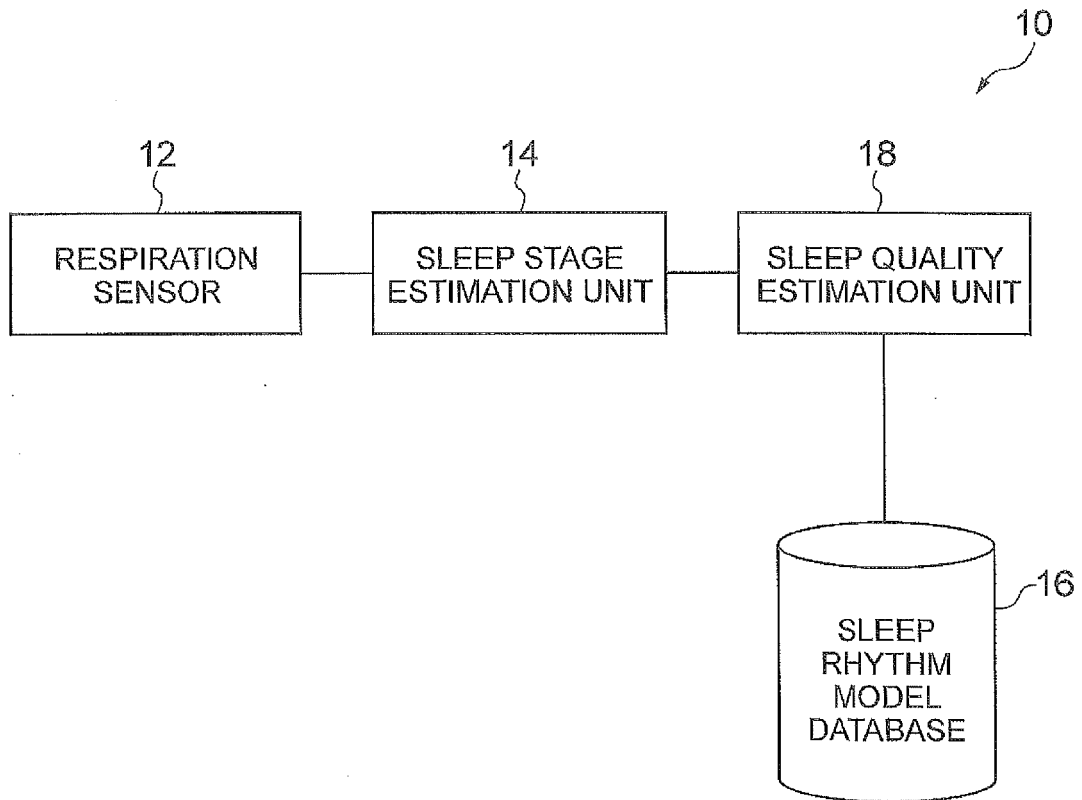 10
12
14
18
RESPIRATION
SENSOR
SLEEP STAGE
ESTIMATION UNIT
SLEEP QUALITY
ESTIMATION UNIT
16
SLEEP
RHYTHM
MODEL
DATABASE